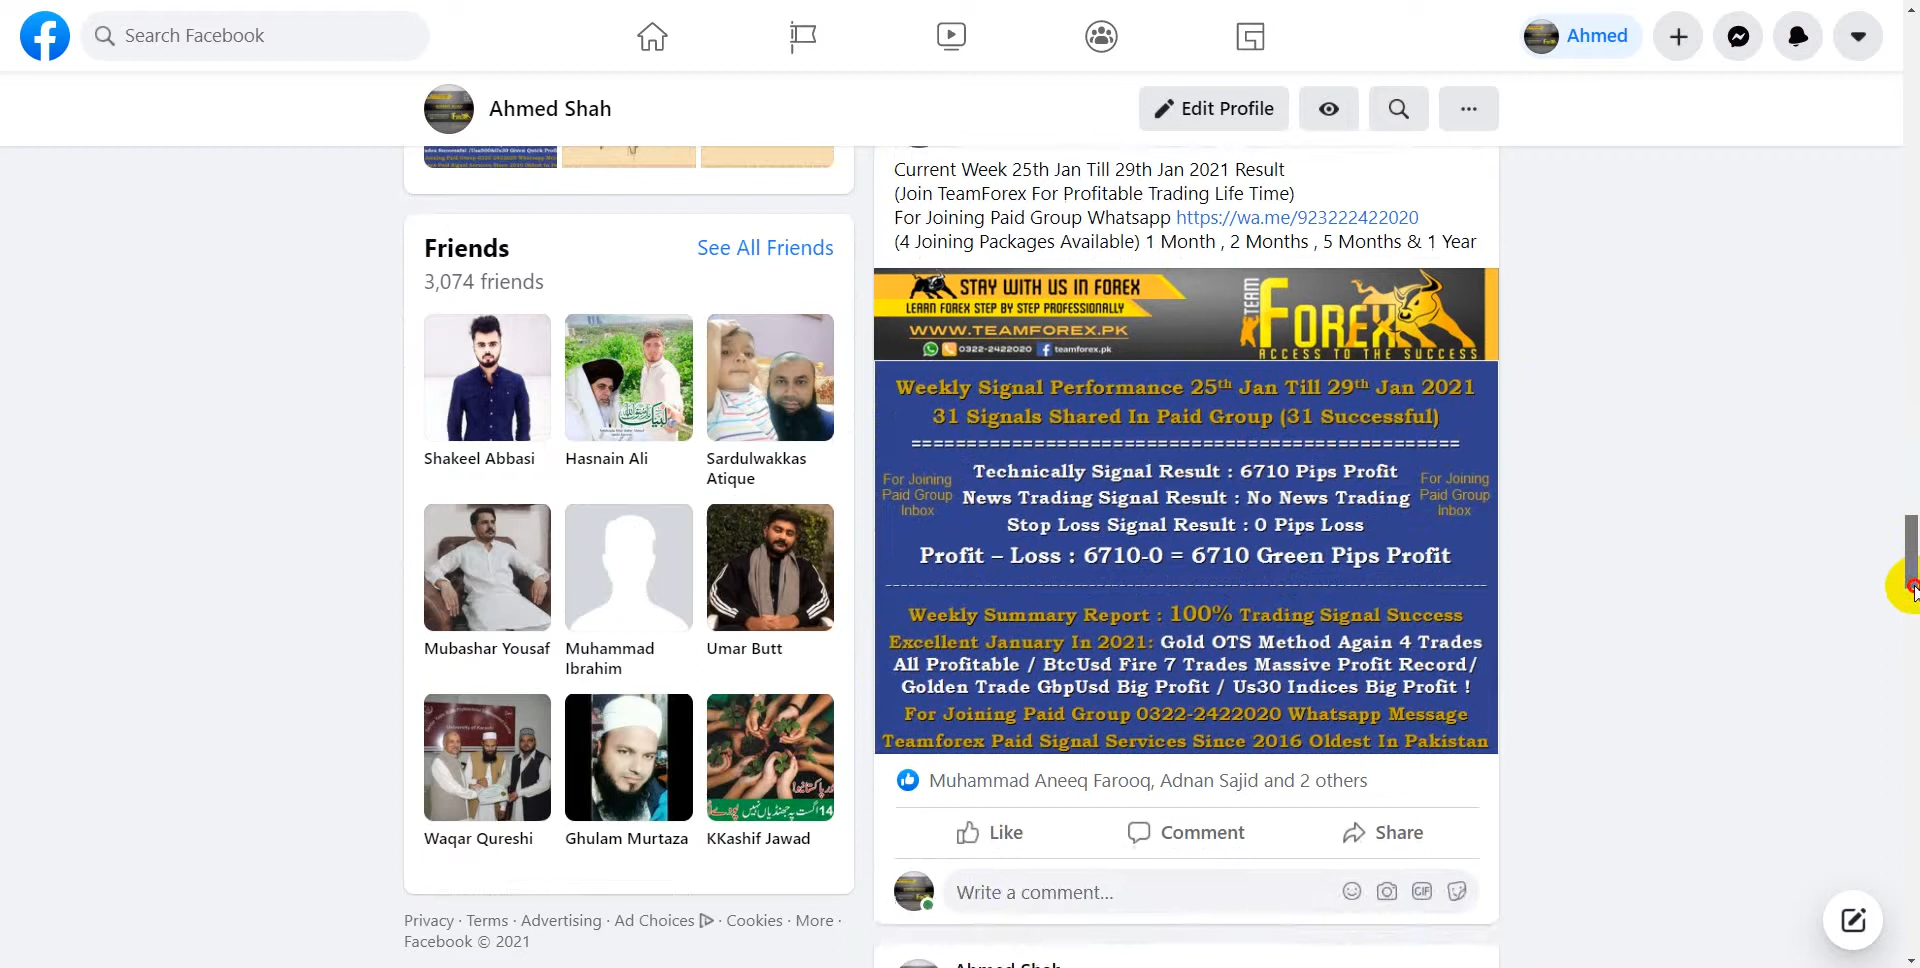 Search Facebook
Ahmed
Ahmed Shah
Edit Profile
Friends
See All Friends
3,074 friends
Shakeel Abbasi
Hasnain Ali
Sardulwakkas
Atique
Mubashar Yousaf
Muhammad
Ibrahim
Umar Butt
Waqar Qureshi
Ghulam Murtaza
KKashif Jawad
Privacy · Terms · Advertising · Ad Choices · Cookies · More ·
Facebook © 2021
Current Week 25th Jan Till 29th Jan 2021 Result
(Join TeamForex For Profitable Trading Life Time)
For Joining Paid Group Whatsapp https://wa.me/923222422020
(4 Joining Packages Available) 1 Month , 2 Months , 5 Months & 1 Year
STAY WITH US IN FOREX
LEARN FOREX STEP BY STEP PROFESSIONALLY
WWW.TEAMFOREX.PK
0322-2422020 teamforex.pk
TEAM
FOREX
ACCESS TO THE SUCCESS
Weekly Signal Performance 25th Jan Till 29th Jan 2021
31 Signals Shared In Paid Group (31 Successful)
Technically Signal Result : 6710 Pips Profit
For Joining
Paid Group
Inbox
News Trading Signal Result : No News Trading
For Joining
Paid Group
Inbox
Stop Loss Signal Result : 0 Pips Loss
Profit – Loss : 6710-0 = 6710 Green Pips Profit
Weekly Summary Report : 100% Trading Signal Success
Excellent January In 2021: Gold OTS Method Again 4 Trades
All Profitable / BtcUsd Fire 7 Trades Massive Profit Record/
Golden Trade GbpUsd Big Profit / Us30 Indices Big Profit !
For Joining Paid Group 0322-2422020 Whatsapp Message
Teamforex Paid Signal Services Since 2016 Oldest In Pakistan
Muhammad Aneeq Farooq, Adnan Sajid and 2 others
Like
Comment
Share
Write a comment...
GIF